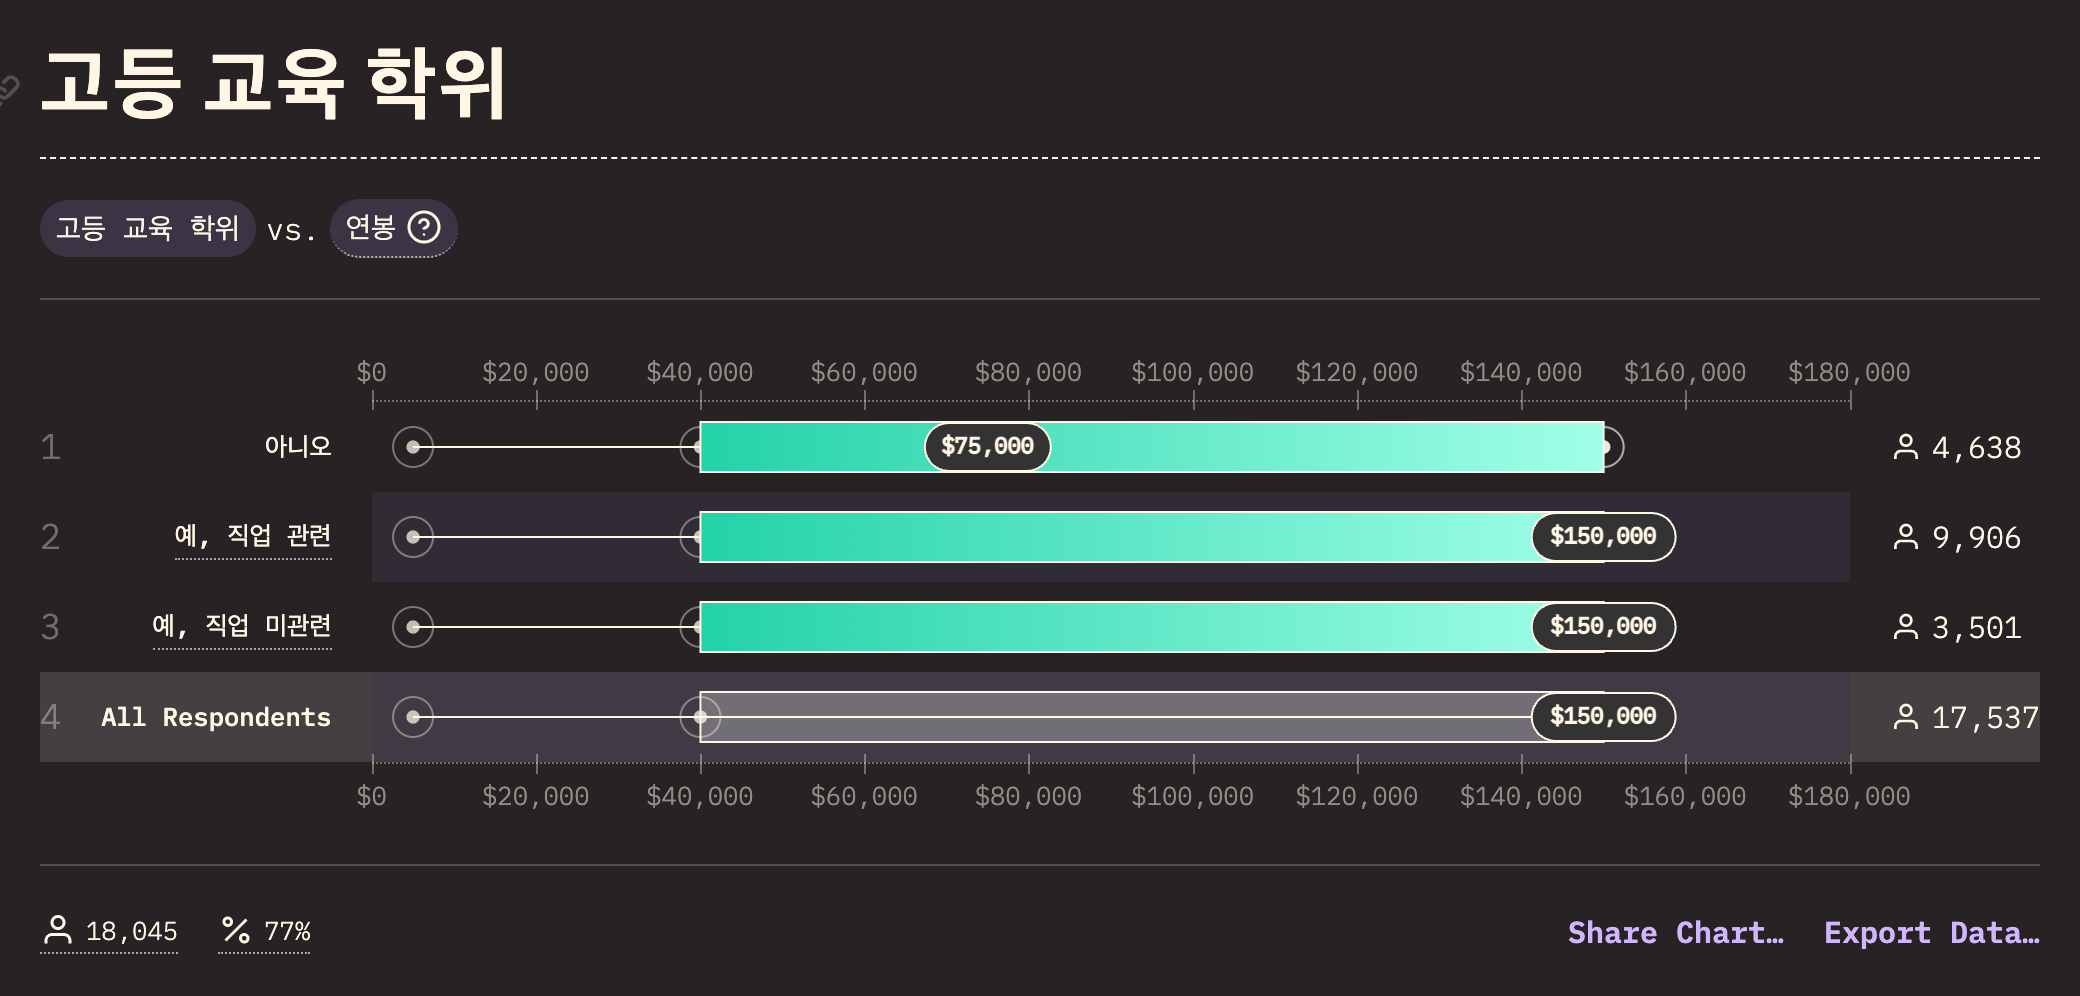 고등 교육 학위
고등 교육 학위 vs. 연봉
$0 $20,000 $40,000 $60,000 $80,000 $100,000 $120,000 $140,000 $160,000 $180,000
1 아니오 $75,000 4,638
2 예, 직업 관련 $150,000 9,906
3 예, 직업 미관련 $150,000 3,501
4 All Respondents $150,000 17,537
$0 $20,000 $40,000 $60,000 $80,000 $100,000 $120,000 $140,000 $160,000 $180,000
18,045 77% Share Chart… Export Data…